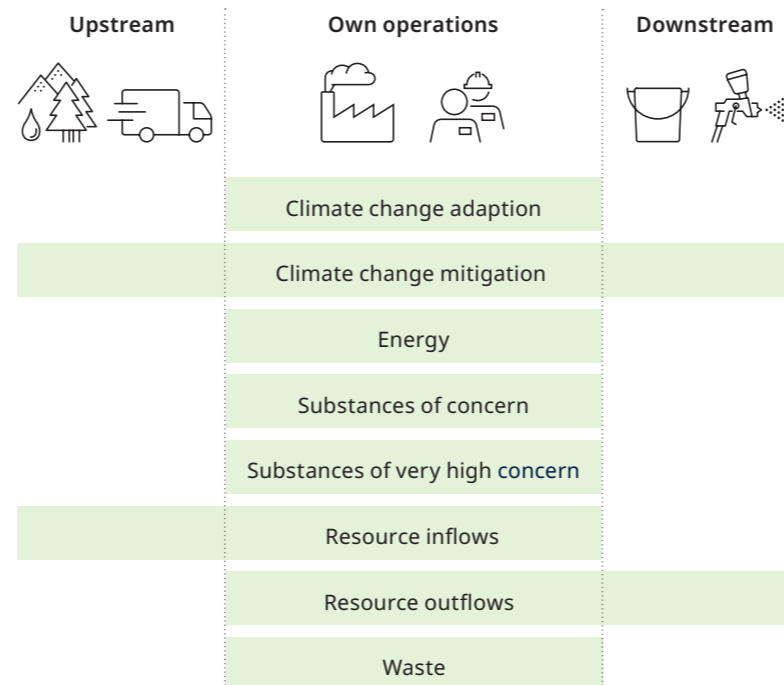 Upstream
Own operations
Downstream
Climate change adaption
Climate change mitigation
Energy
Substances of concern
Substances of very high concern
Resource inflows
Resource outflows
Waste